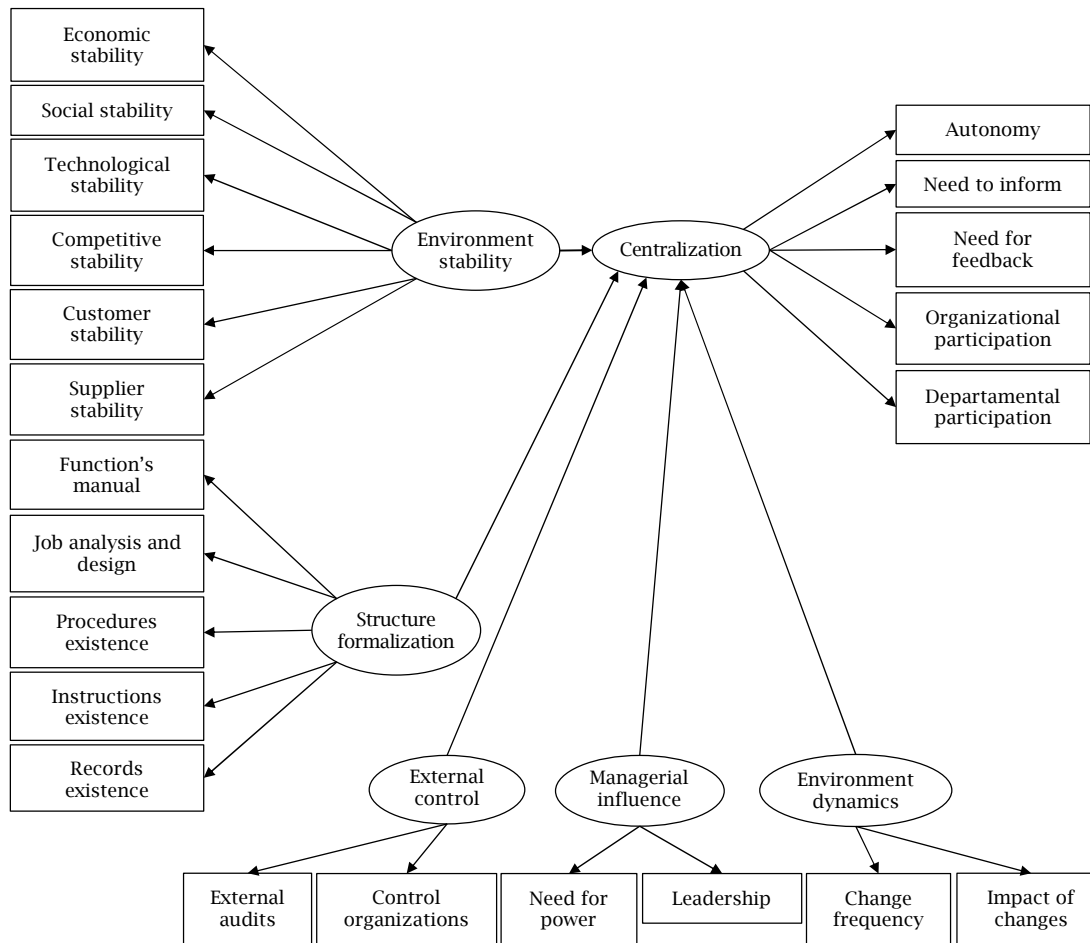 Economic
stability
Social stability
Technological
stability
Competitive
stability
Customer
stability
Supplier
stability
Function's
manual
Job analysis and
design
Procedures
existence
Instructions
existence
Records
existence
Environment
stability
Centralization
Autonomy
Need to inform
Need for
feedback
Organizational
participation
Departamental
participation
Structure
formalization
External
control
Managerial
influence
Environment
dynamics
External
audits
Control
organizations
Need for
power
Leadership
Change
frequency
Impact of
changes